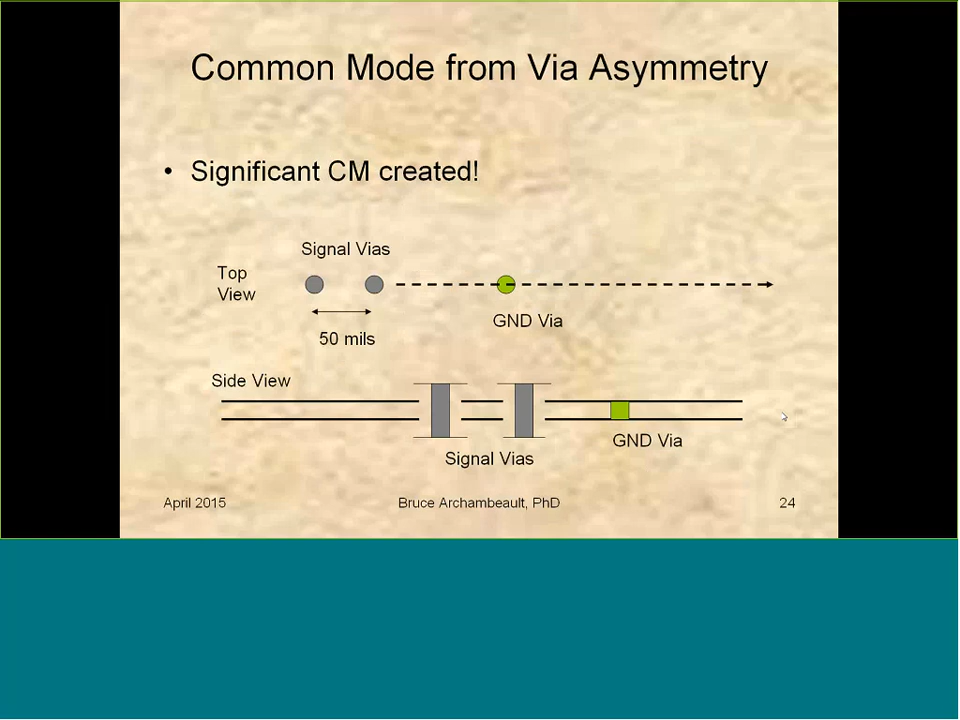 Common Mode from Via Asymmetry
• Significant CM created!
Signal Vias
Top
View
GND Via
50 mils
Side View
GND Via
Signal Vias
April 2015
Bruce Archambeault, PhD
24